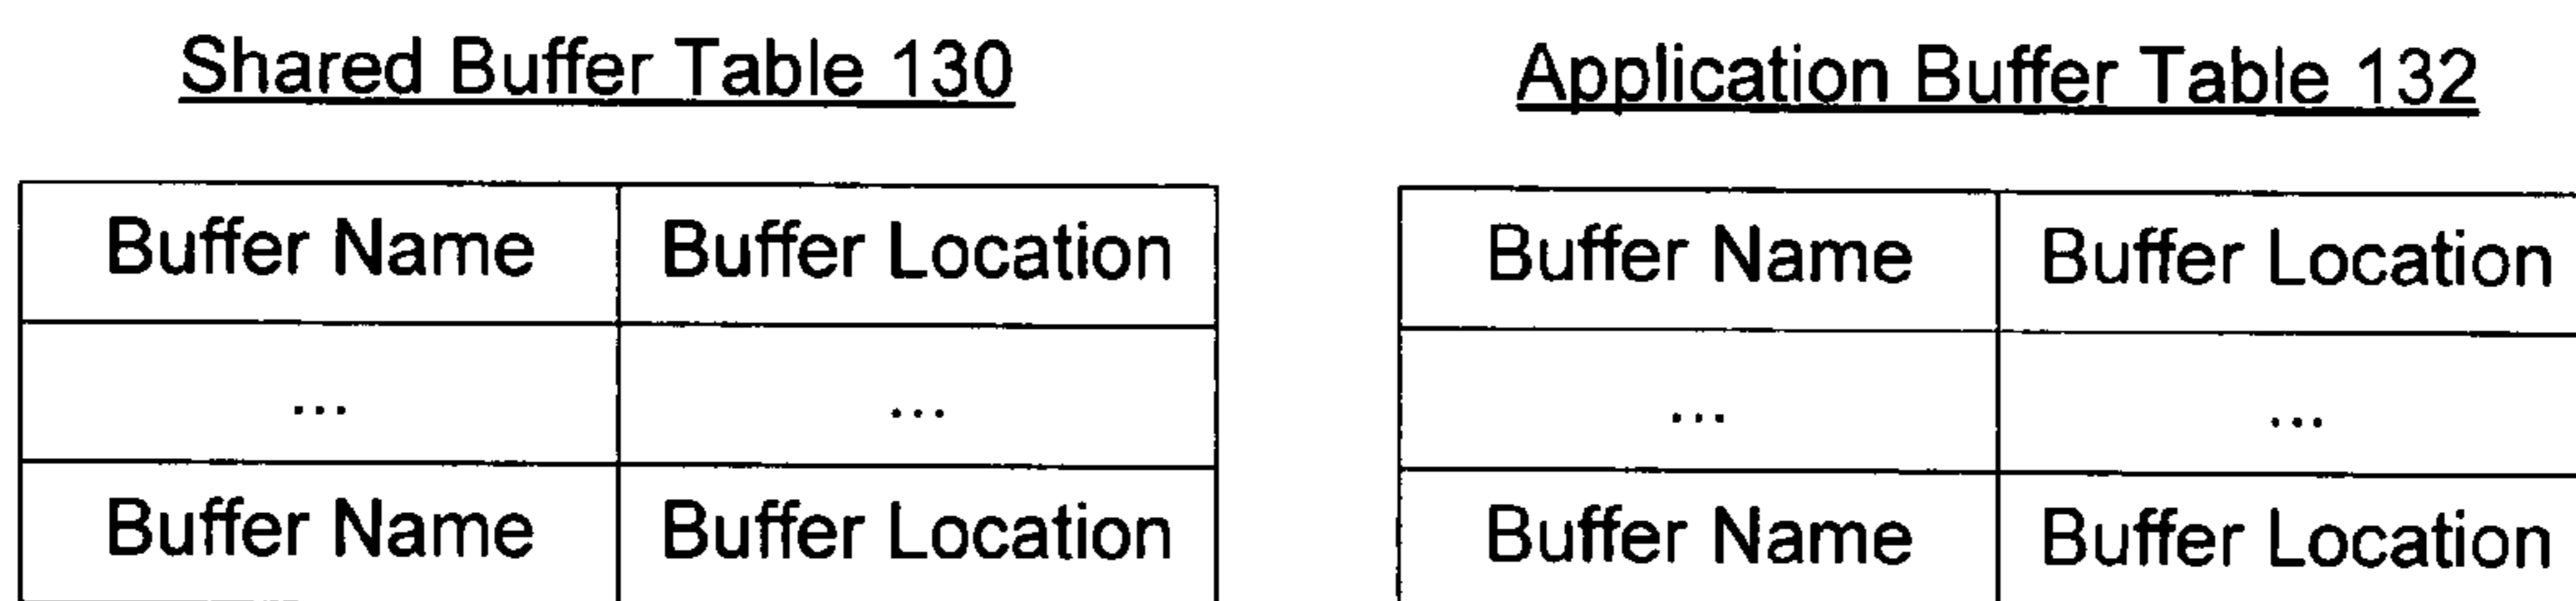 Shared Buffer Table 130
Buffer Name Buffer Location
... ...
Buffer Name Buffer Location
Application Buffer Table 132
Buffer Name Buffer Location
... ...
Buffer Name Buffer Location